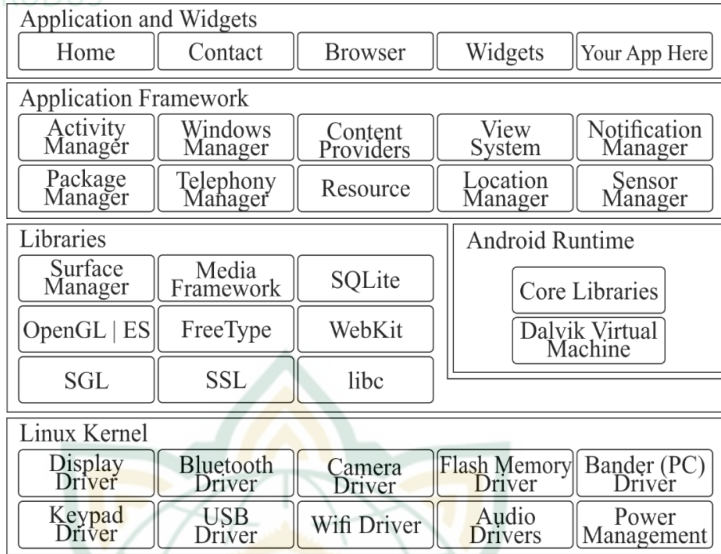 Application and Widgets
Home
Contact
Browser
Widgets
Your App Here
Application Framework
Activity
Manager
Windows
Manager
Content
Providers
View
System
Notification
Manager
Package
Manager
Telephony
Manager
Resource
Location
Manager
Sensor
Manager
Libraries
Surface
Manager
Media
Framework
SQLite
OpenGL | ES
FreeType
WebKit
SGL
SSL
libc
Android Runtime
Core Libraries
Dalvik Virtual
Machine
Linux Kernel
Display
Driver
Bluetooth
Driver
Camera
Driver
Flash Memory
Driver
Bander (PC)
Driver
Keypad
Driver
USB
Driver
Wifi Driver
Audio
Drivers
Power
Management